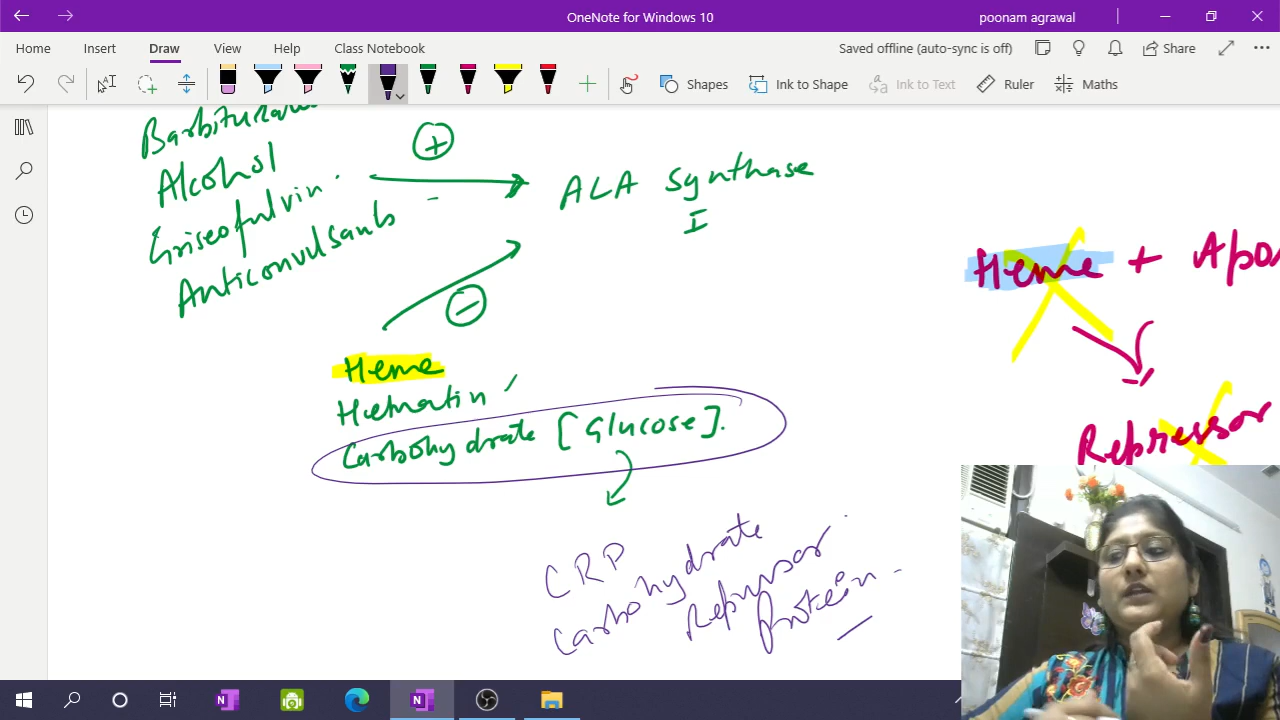 OneNote for Windows 10
poonam agrawal
Home Insert Draw View Help Class Notebook
Saved offline (auto-sync is off)
Share
Shapes
Ink to Shape
Ink to Text
Ruler
Maths
Barbiturates
Alcohol
Griseofulvin
Anticonvulsants
+
ALA Synthase
I
−
Heme
Hematin
Carbohydrate [Glucose].
CRP
Carbohydrate
Repressor
Protein
Heme + Apor
Repressor